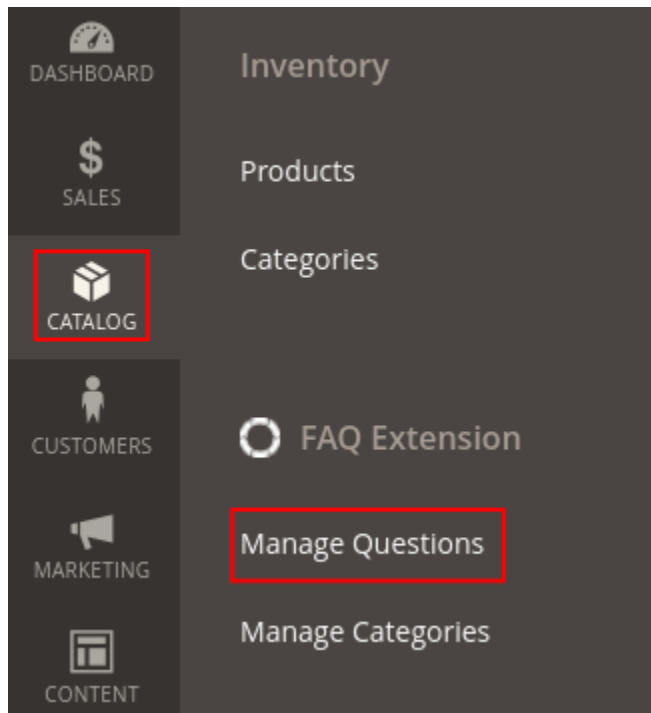 DASHBOARD
SALES
CATALOG
CUSTOMERS
MARKETING
CONTENT
Inventory
Products
Categories
FAQ Extension
Manage Questions
Manage Categories